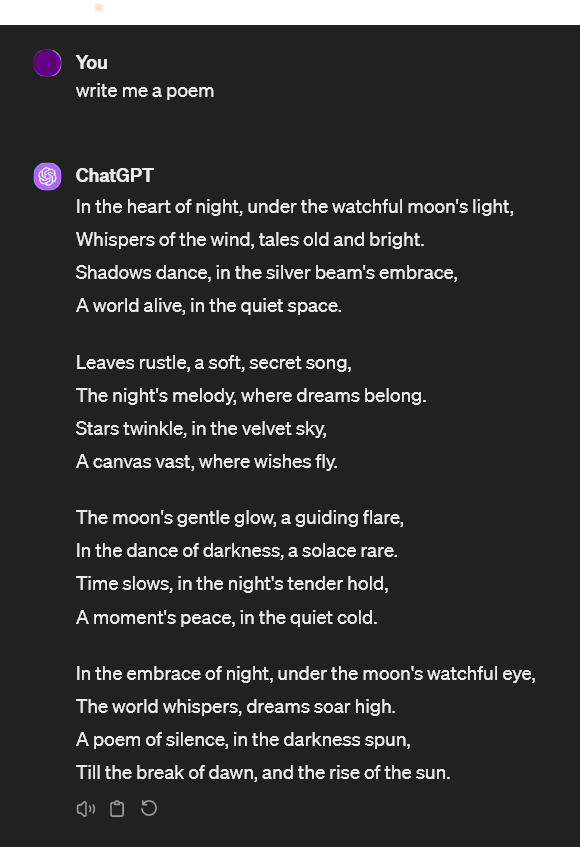 You
write me a poem
ChatGPT
In the heart of night, under the watchful moon's light,
Whispers of the wind, tales old and bright.
Shadows dance, in the silver beam's embrace,
A world alive, in the quiet space.
Leaves rustle, a soft, secret song,
The night's melody, where dreams belong.
Stars twinkle, in the velvet sky,
A canvas vast, where wishes fly.
The moon's gentle glow, a guiding flare,
In the dance of darkness, a solace rare.
Time slows, in the night's tender hold,
A moment's peace, in the quiet cold.
In the embrace of night, under the moon's watchful eye,
The world whispers, dreams soar high.
A poem of silence, in the darkness spun,
Till the break of dawn, and the rise of the sun.